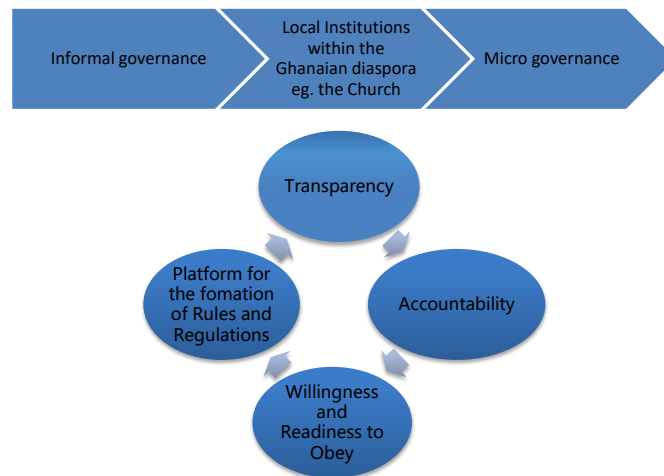 Informal governance
Local Institutions
within the
Ghanaian diaspora
eg. the Church
Micro governance
Transparency
Accountability
Willingness
and
Readiness to
Obey
Platform for
the fomation
of Rules and
Regulations